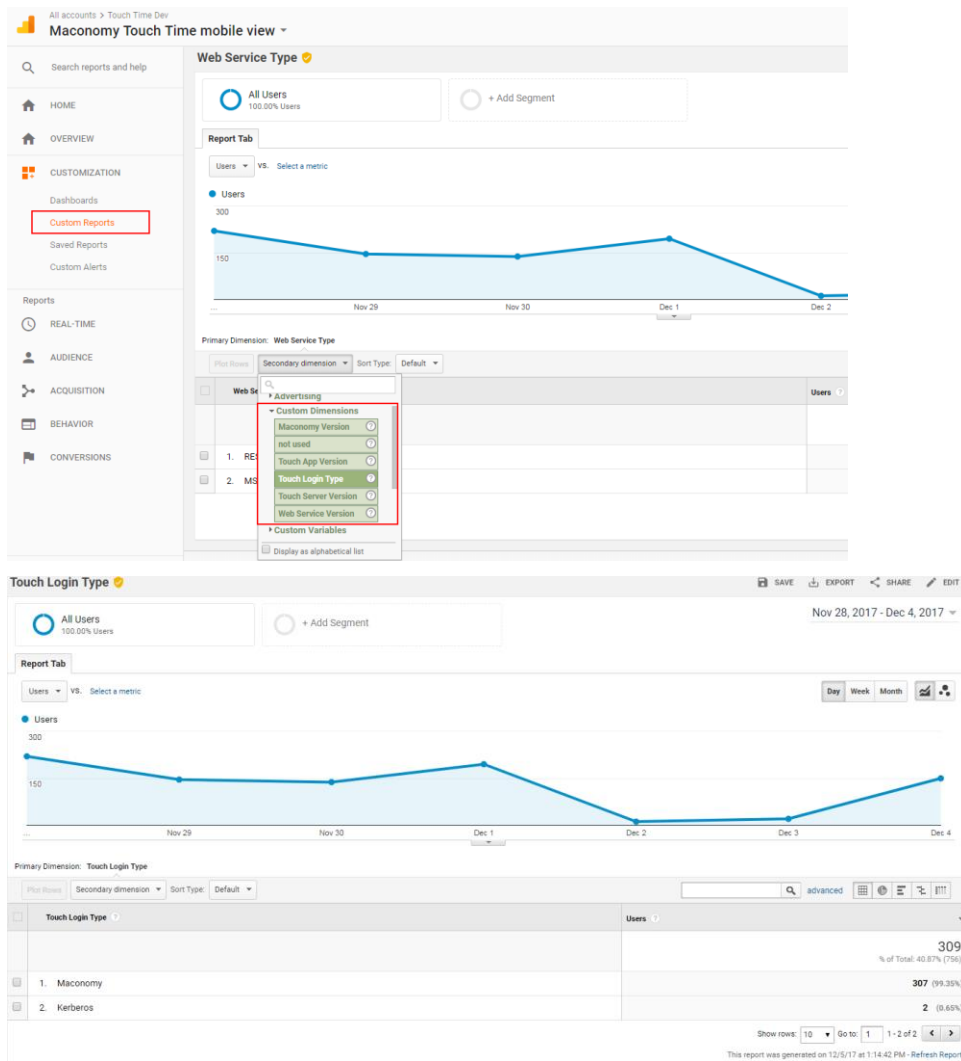 All accounts > Touch Time Dev
Maconomy Touch Time mobile view
Search reports and help
HOME
OVERVIEW
CUSTOMIZATION
Dashboards
Custom Reports
Saved Reports
Custom Alerts
Reports
REAL-TIME
AUDIENCE
ACQUISITION
BEHAVIOR
CONVERSIONS
Web Service Type
All Users
100.00% Users
+ Add Segment
Report Tab
Users VS. Select a metric
Users
300
150
... Nov 29 Nov 30 Dec 1 Dec 2
Primary Dimension: Web Service Type
Plot Rows Secondary dimension Sort Type: Default
Web Se Users ?
Advertising
Custom Dimensions
Maconomy Version ?
not used ?
1. RES Touch App Version ?
2. MS Touch Login Type ?
Touch Server Version ?
Web Service Version ?
Custom Variables
Display as alphabetical list
Touch Login Type
SAVE EXPORT SHARE EDIT
All Users
100.00% Users
+ Add Segment
Nov 28, 2017 - Dec 4, 2017
Report Tab
Users VS. Select a metric
Day Week Month
Users
300
150
... Nov 29 Nov 30 Dec 1 Dec 2 Dec 3 Dec 4
Primary Dimension: Touch Login Type
Plot Rows Secondary dimension Sort Type: Default advanced
Touch Login Type ? Users ?
309
% of Total: 40.87% (756)
1. Maconomy 307 (99.35%)
2. Kerberos 2 (0.65%)
Show rows: 10 Go to: 1 1 - 2 of 2
This report was generated on 12/5/17 at 1:14:42 PM - Refresh Report